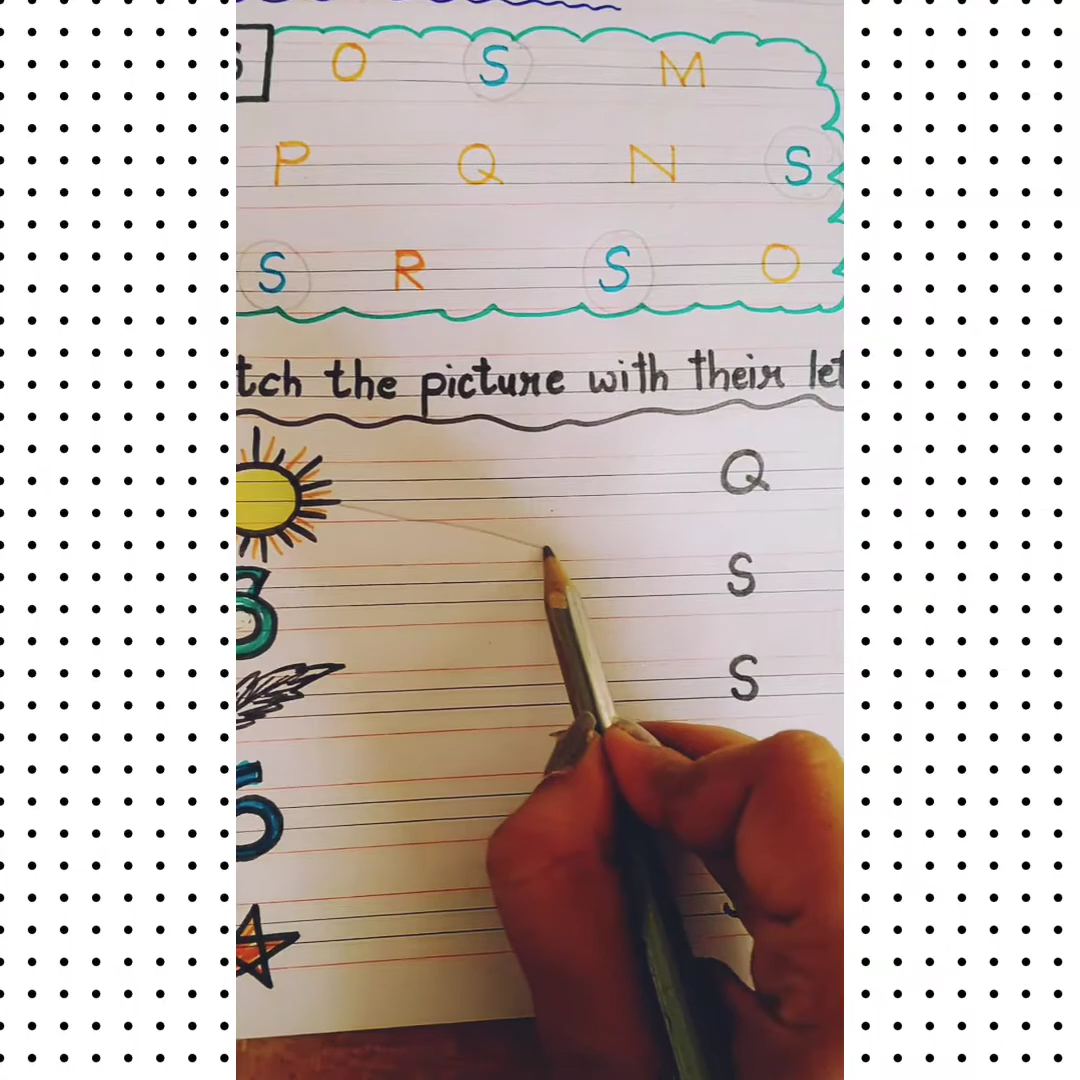 S O S M
P Q N S
S R S O
tch the picture with their let
Q
S
S